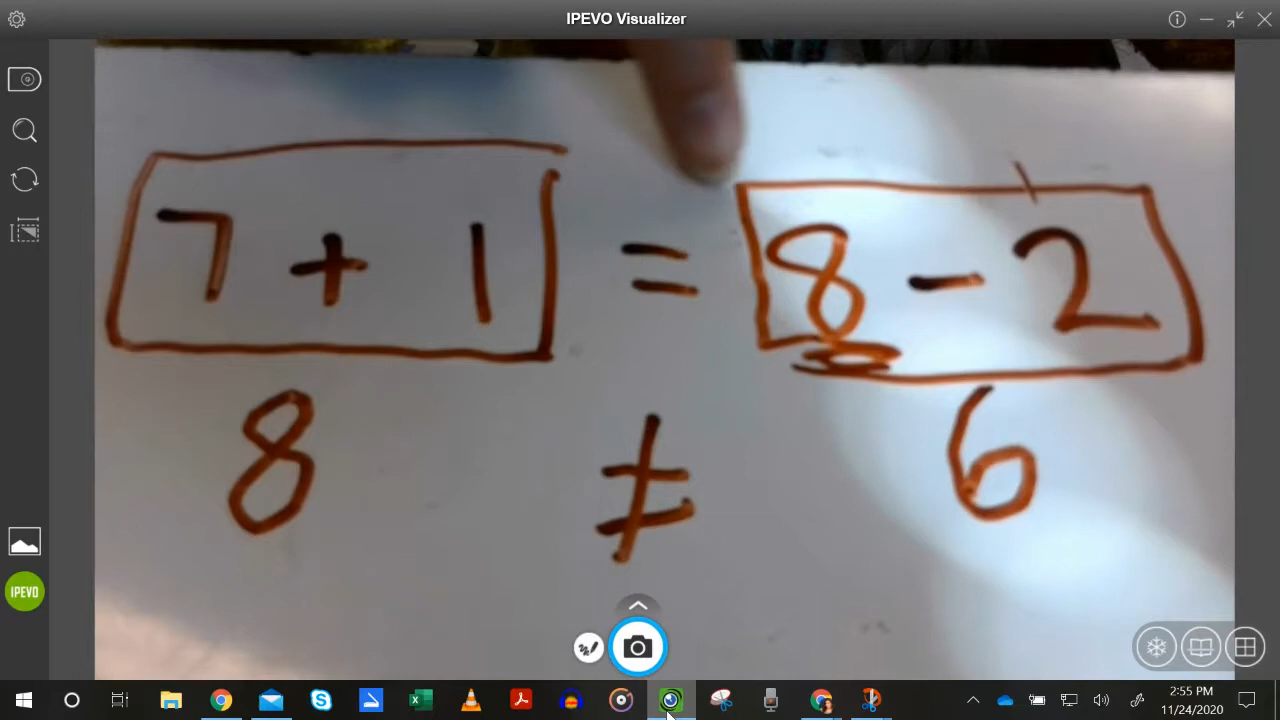 IPEVO Visualizer
7 + 1 = 8 - 2
8 ≠ 6
IPEVO
2:55 PM
11/24/2020